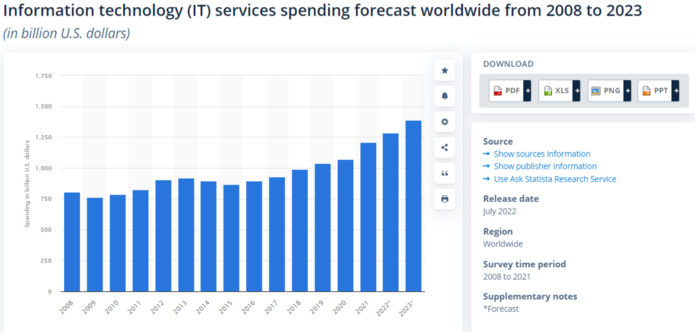 Information technology (IT) services spending forecast worldwide from 2008 to 2023
(in billion U.S. dollars)
Spending in billion U.S. dollars
1,750
1,500
1,250
1,000
750
500
250
0
2008
2009
2010
2011
2012
2013
2014
2015
2016
2017
2018
2019
2020
2021
2022*
2023*
DOWNLOAD
PDF +
XLS +
PNG +
PPT +
Source
→ Show sources information
→ Show publisher information
→ Use Ask Statista Research Service
Release date
July 2022
Region
Worldwide
Survey time period
2008 to 2021
Supplementary notes
*Forecast